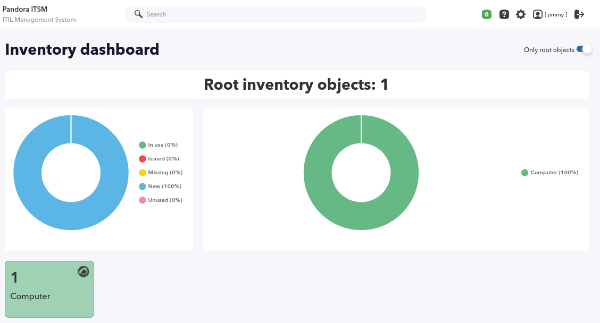 Pandora ITSM
ITIL Management System
Search
0
?
[ jimmy ]
Inventory dashboard
Only root objects
Root inventory objects: 1
In use (0%)
Issued (0%)
Missing (0%)
New (100%)
Unused (0%)
Computer (100%)
1
Computer